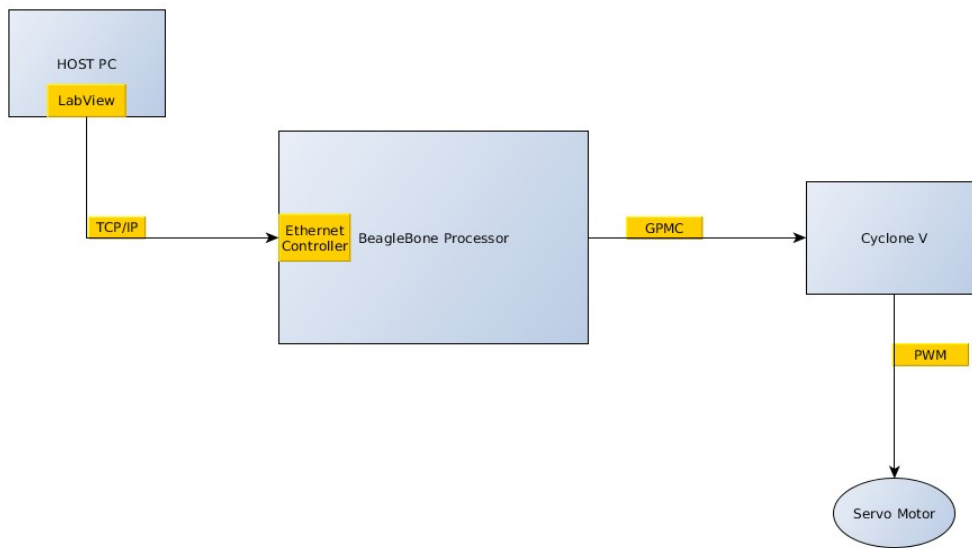 HOST PC
LabView
TCP/IP
Ethernet
Controller
BeagleBone Processor
GPMC
Cyclone V
PWM
Servo Motor